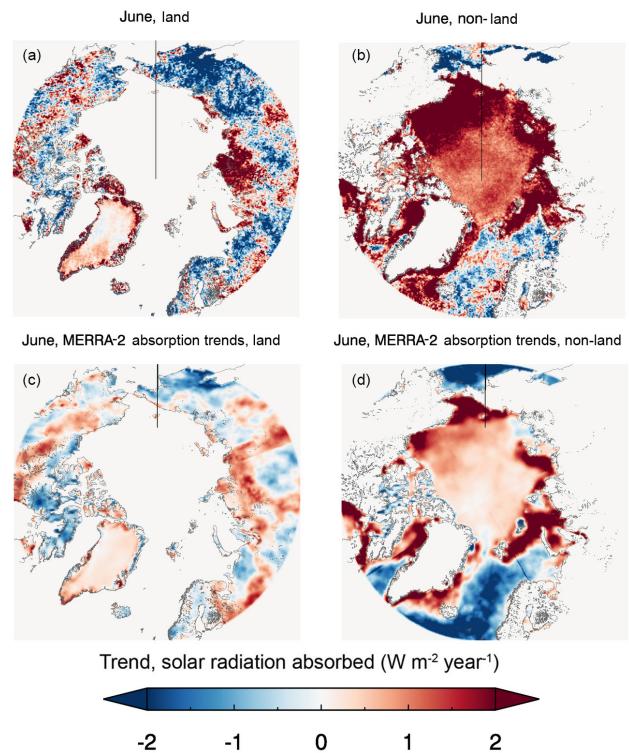 June, land
June, non-land
(a)
(b)
June, MERRA-2 absorption trends, land
June, MERRA-2 absorption trends, non-land
(c)
(d)
Trend, solar radiation absorbed (W m⁻² year⁻¹)
-2 -1 0 1 2